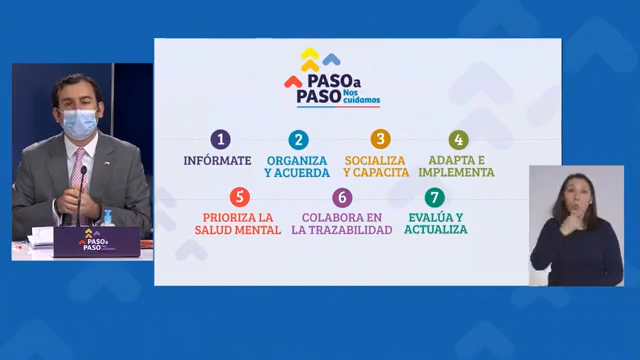 PASO a
PASO Nos
cuidamos
1 2 3 4
INFÓRMATE
ORGANIZA
Y ACUERDA
SOCIALIZA
Y CAPACITA
ADAPTA E
IMPLEMENTA
5 6 7
PRIORIZA LA
SALUD MENTAL
COLABORA EN
LA TRAZABILIDAD
EVALÚA Y
ACTUALIZA
PASO a
PASO